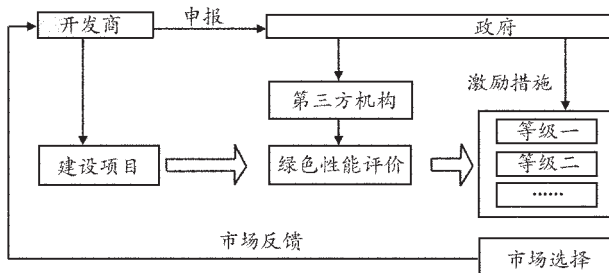 开发商
申报
政府
第三方机构
激励措施
等级一
建设项目
绿色性能评价
等级二
……
市场反馈
市场选择